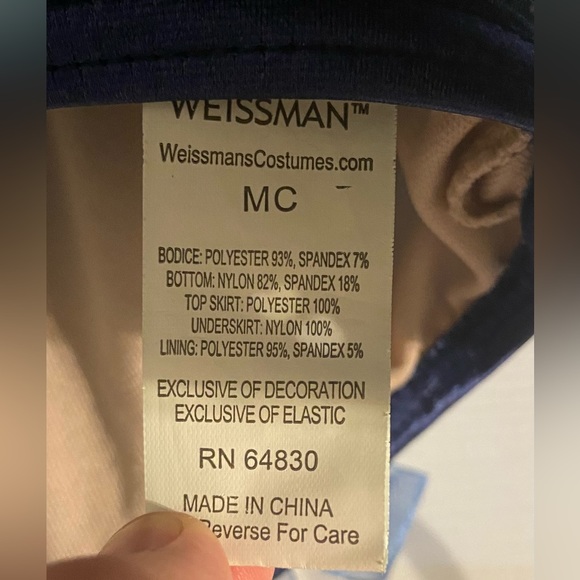 WEISSMAN™
WeissmansCostumes.com
MC
BODICE: POLYESTER 93%, SPANDEX 7%
BOTTOM: NYLON 82%, SPANDEX 18%
TOP SKIRT: POLYESTER 100%
UNDERSKIRT: NYLON 100%
LINING: POLYESTER 95%, SPANDEX 5%
EXCLUSIVE OF DECORATION
EXCLUSIVE OF ELASTIC
RN 64830
MADE IN CHINA
Reverse For Care